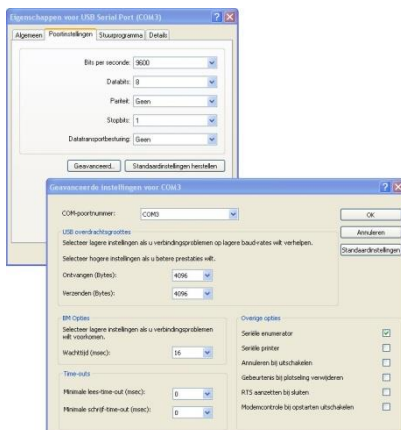 Eigenschappen voor USB Serial Port (COM3)
Algemeen Poortinstellingen Stuurprogramma Details
Bits per seconde: 9600
Databits: 8
Pariteit: Geen
Stopbits: 1
Datatransportbesturing: Geen
Geavanceerd... Standaardinstellingen herstellen
Geavanceerde instellingen voor COM3
COM-poortnummer: COM3
OK
Annuleren
Standaardinstellingen
USB overdrachtsgroottes
Selecteer lagere instellingen als u verbindingsproblemen op lagere baud-rates wilt verhelpen.
Selecteer hogere instellingen als u betere prestaties wilt.
Ontvangen (Bytes): 4096
Verzenden (Bytes): 4096
BM Opties
Selecteer lagere instellingen als u verbindingsproblemen
wilt voorkomen.
Wachttijd (msec): 16
Time-outs
Minimale lees-time-out (msec): 0
Minimale schrijf-time-out (msec): 0
Overige opties
Seriële enumerator
Seriële printer
Annuleren bij uitschakelen
Gebeurtenis bij plotseling verwijderen
RTS aanzetten bij sluiten
Modemcontrole bij opstarten uitschakelen